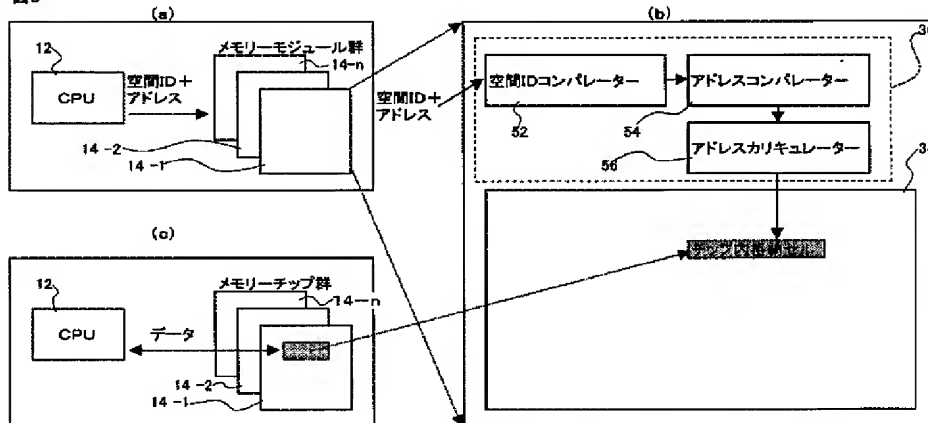 (a)
12
CPU
空間ID+
アドレス
メモリーモジュール群
14-n
14-2
14-1
(b)
空間ID+
アドレス
空間IDコンパレーター
52
アドレスコンパレーター
54
アドレスカリキュレーター
56
(c)
12
CPU
データ
メモリーチップ群
14-n
14-2
14-1